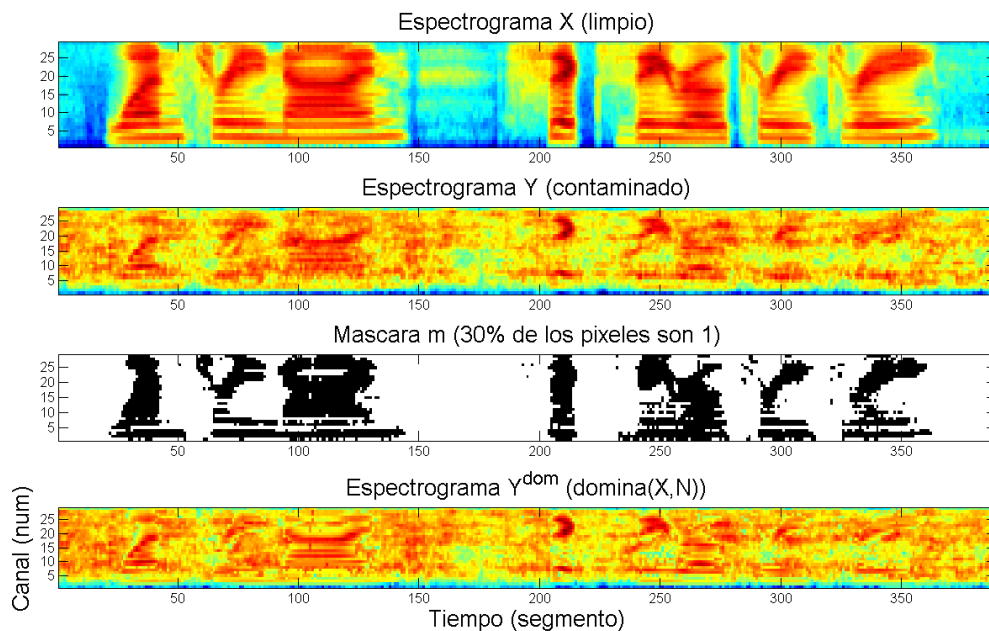 Espectrograma X (limpio)
25
20
15
10
5
50 100 150 200 250 300 350
Espectrograma Y (contaminado)
25
20
15
10
5
50 100 150 200 250 300 350
Mascara m (30% de los pixeles son 1)
25
20
15
10
5
50 100 150 200 250 300 350
Espectrograma Y^dom (domina(X,N))
25
20
15
10
5
50 100 150 200 250 300 350
Canal (num)
Tiempo (segmento)